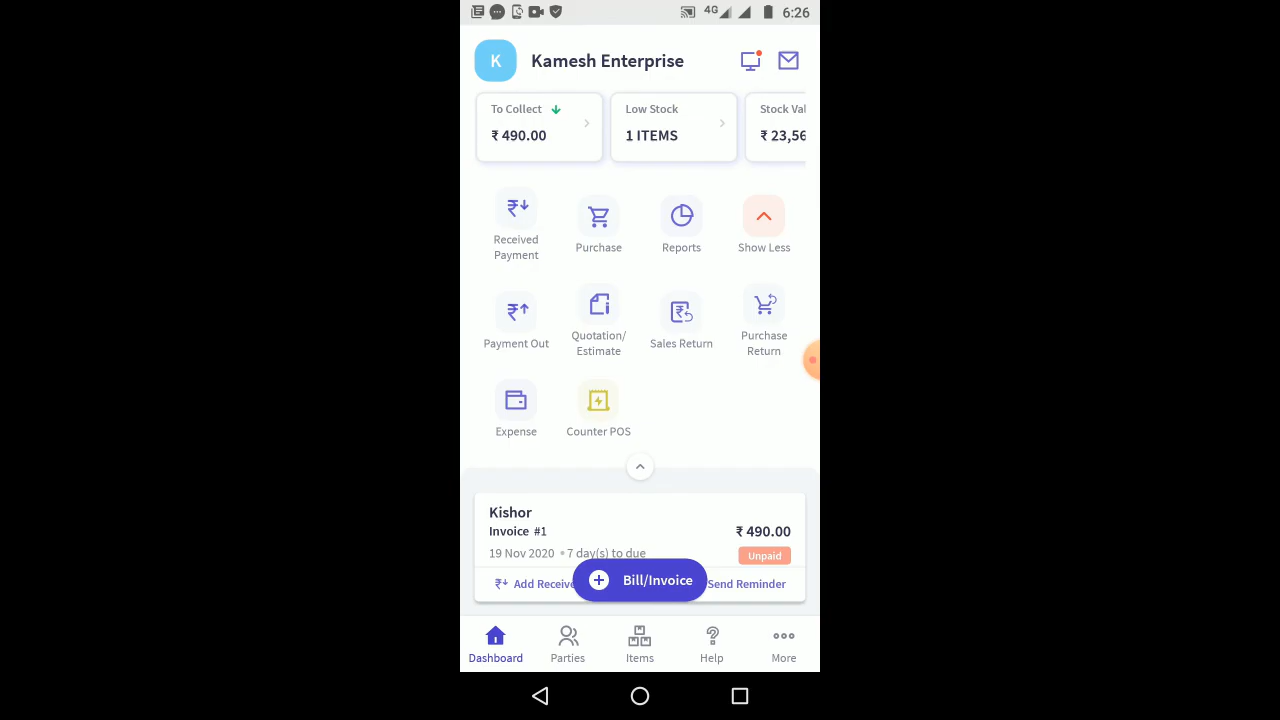 4G 6:26
K Kamesh Enterprise
To Collect Low Stock Stock Val
₹ 490.00 1 ITEMS ₹ 23,56
Received Payment
Purchase
Reports
Show Less
Payment Out
Quotation/ Estimate
Sales Return
Purchase Return
Expense
Counter POS
Kishor
Invoice #1 ₹ 490.00
19 Nov 2020 • 7 day(s) to due Unpaid
Add Receive Bill/Invoice Send Reminder
Dashboard Parties Items Help More